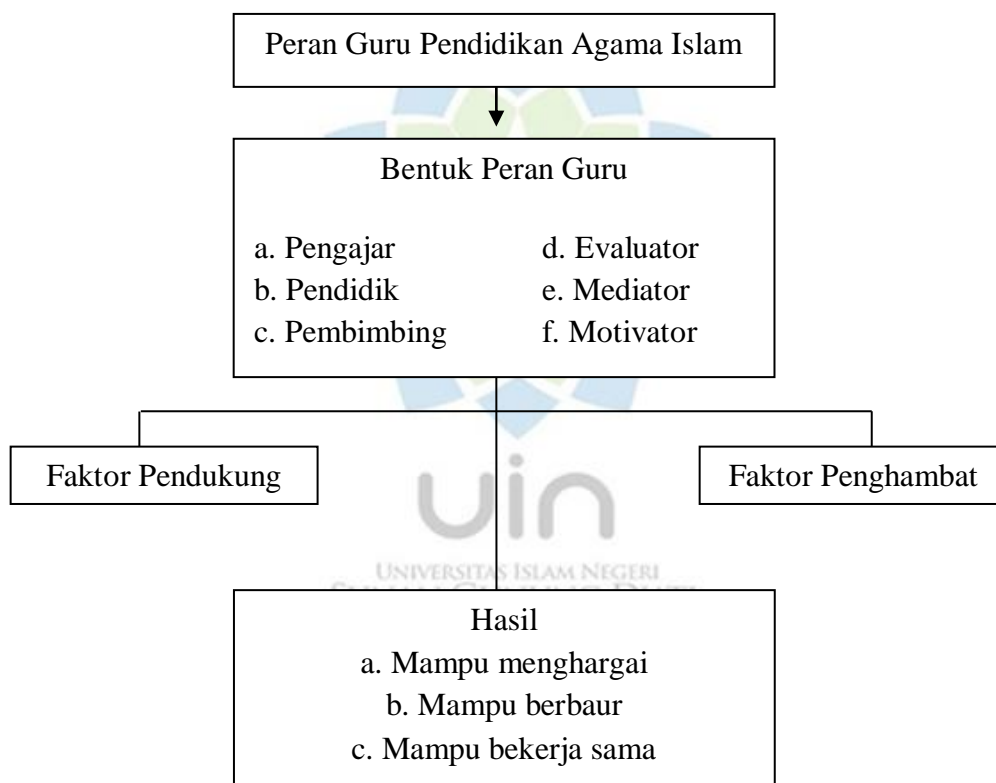 Peran Guru Pendidikan Agama Islam
Bentuk Peran Guru
a. Pengajar
b. Pendidik
c. Pembimbing
d. Evaluator
e. Mediator
f. Motivator
Faktor Pendukung
Faktor Penghambat
uin
UNIVERSITAS ISLAM NEGERI
Hasil
a. Mampu menghargai
b. Mampu berbaur
c. Mampu bekerja sama